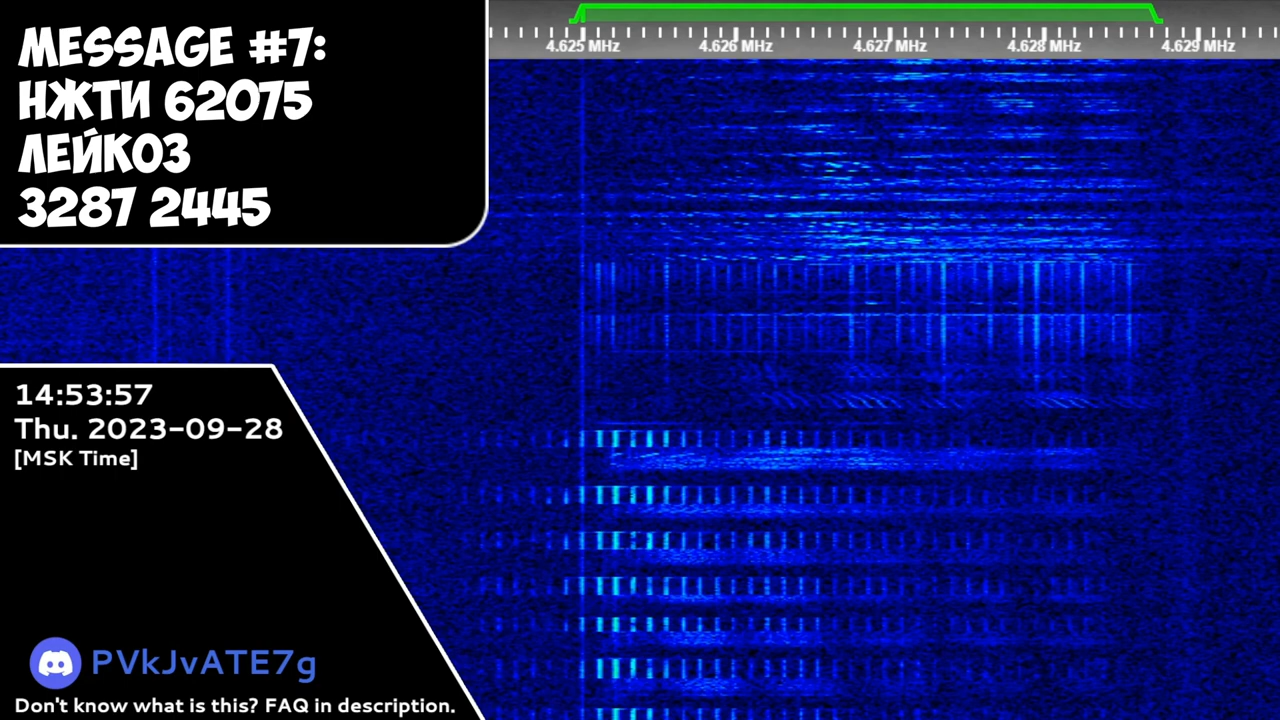 MESSAGE #7:
НЖТИ 62075
ЛЕЙКОЗ
3287 2445
4.625 MHz 4.626 MHz 4.627 MHz 4.628 MHz 4.629 MHz
14:53:57
Thu. 2023-09-28
[MSK Time]
PVkJvATE7g
Don't know what is this? FAQ in description.